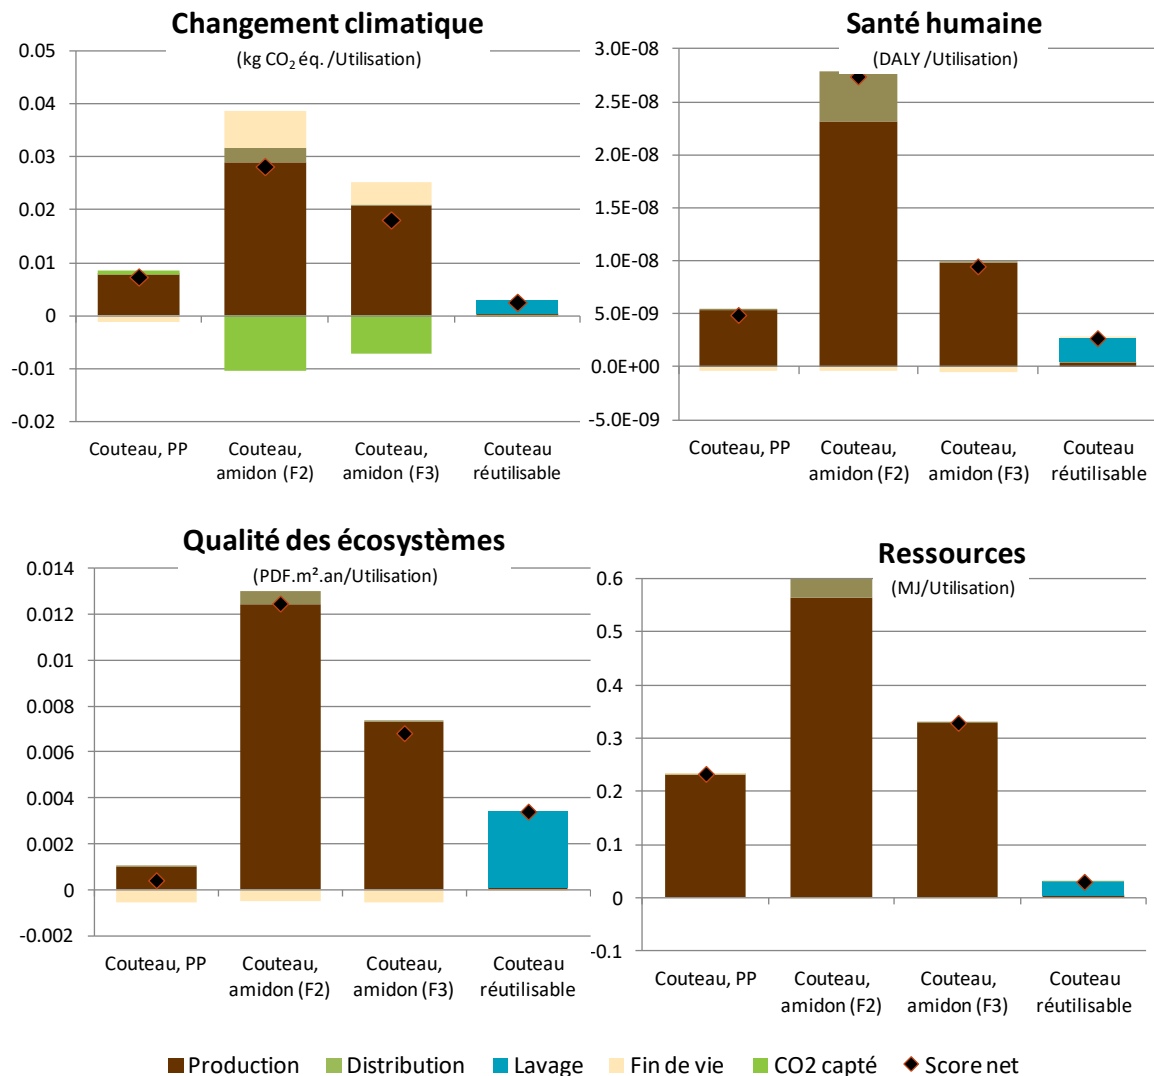 Changement climatique
(kg CO₂ éq. /Utilisation)
0.05
0.04
0.03
0.02
0.01
0
-0.01
-0.02
Couteau, PP
Couteau,
amidon (F2)
Couteau,
amidon (F3)
Couteau
réutilisable
Santé humaine
(DALY /Utilisation)
3.0E-08
2.5E-08
2.0E-08
1.5E-08
1.0E-08
5.0E-09
0.0E+00
-5.0E-09
Couteau, PP
Couteau,
amidon (F2)
Couteau,
amidon (F3)
Couteau
réutilisable
Qualité des écosystèmes
(PDF.m².an/Utilisation)
0.014
0.012
0.01
0.008
0.006
0.004
0.002
0
-0.002
Couteau, PP
Couteau,
amidon (F2)
Couteau,
amidon (F3)
Couteau
réutilisable
Ressources
(MJ/Utilisation)
0.6
0.5
0.4
0.3
0.2
0.1
0
-0.1
Couteau, PP
Couteau,
amidon (F2)
Couteau,
amidon (F3)
Couteau
réutilisable
Production Distribution Lavage Fin de vie CO2 capté Score net